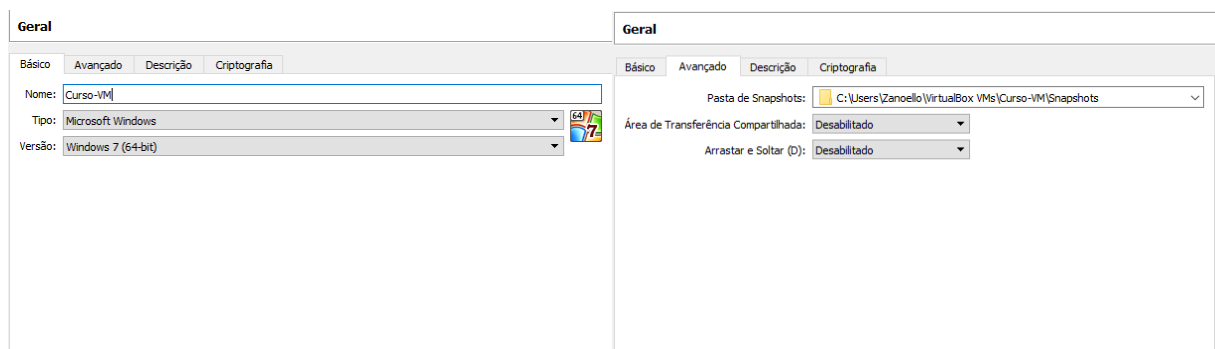 Geral
Básico Avançado Descrição Criptografia
Nome: Curso-VM
Tipo: Microsoft Windows
Versão: Windows 7 (64-bit)
64
7
Geral
Básico Avançado Descrição Criptografia
Pasta de Snapshots: C:\Users\Zanoello\VirtualBox VMs\Curso-VM\Snapshots
Área de Transferência Compartilhada: Desabilitado
Arrastar e Soltar (D): Desabilitado